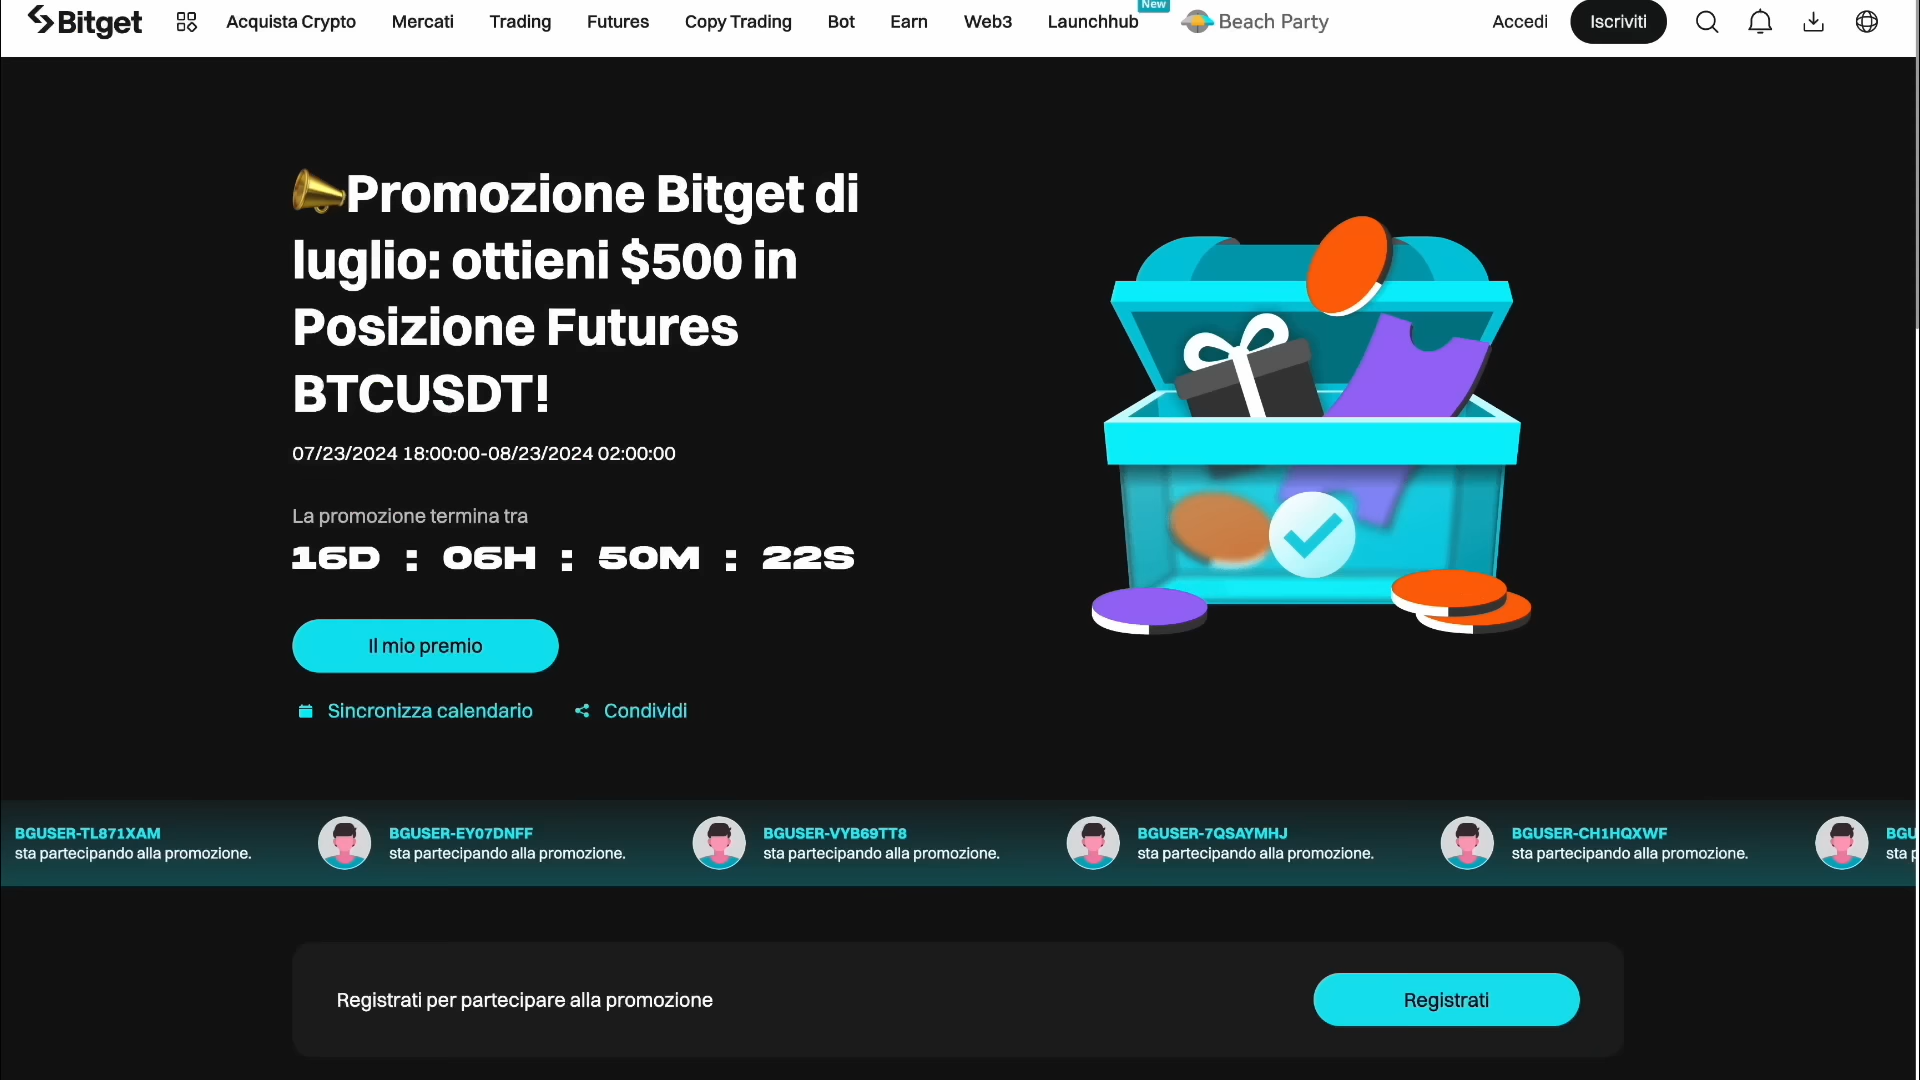 Bitget
Acquista Crypto
Mercati
Trading
Futures
Copy Trading
Bot
Earn
Web3
Launchhub
New
Beach Party
Accedi
Iscriviti
Promozione Bitget di
luglio: ottieni $500 in
Posizione Futures
BTCUSDT!
07/23/2024 18:00:00-08/23/2024 02:00:00
La promozione termina tra
16D : 06H : 50M : 22S
Il mio premio
Sincronizza calendario
Condividi
BGUSER-TL871XAM
sta partecipando alla promozione.
BGUSER-EY07DNFF
sta partecipando alla promozione.
BGUSER-VYB69TT8
sta partecipando alla promozione.
BGUSER-7QSAYMHJ
sta partecipando alla promozione.
BGUSER-CH1HQXWF
sta partecipando alla promozione.
BGU
sta p
Registrati per partecipare alla promozione
Registrati